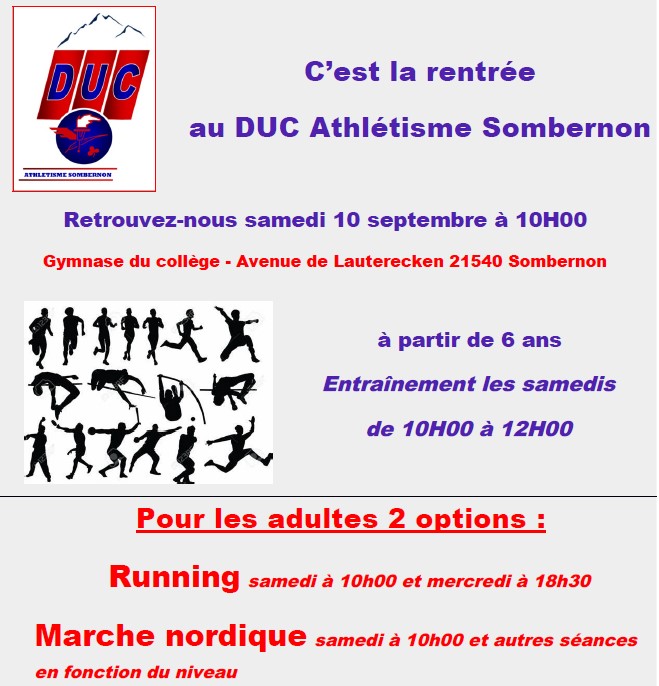 DUC
ATHLETISME SOMBERNON
C'est la rentrée
au DUC Athlétisme Sombernon
Retrouvez-nous samedi 10 septembre à 10H00
Gymnase du collège - Avenue de Lauterecken 21540 Sombernon
à partir de 6 ans
Entraînement les samedis
de 10H00 à 12H00
Pour les adultes 2 options :
Running samedi à 10h00 et mercredi à 18h30
Marche nordique samedi à 10h00 et autres séances
en fonction du niveau